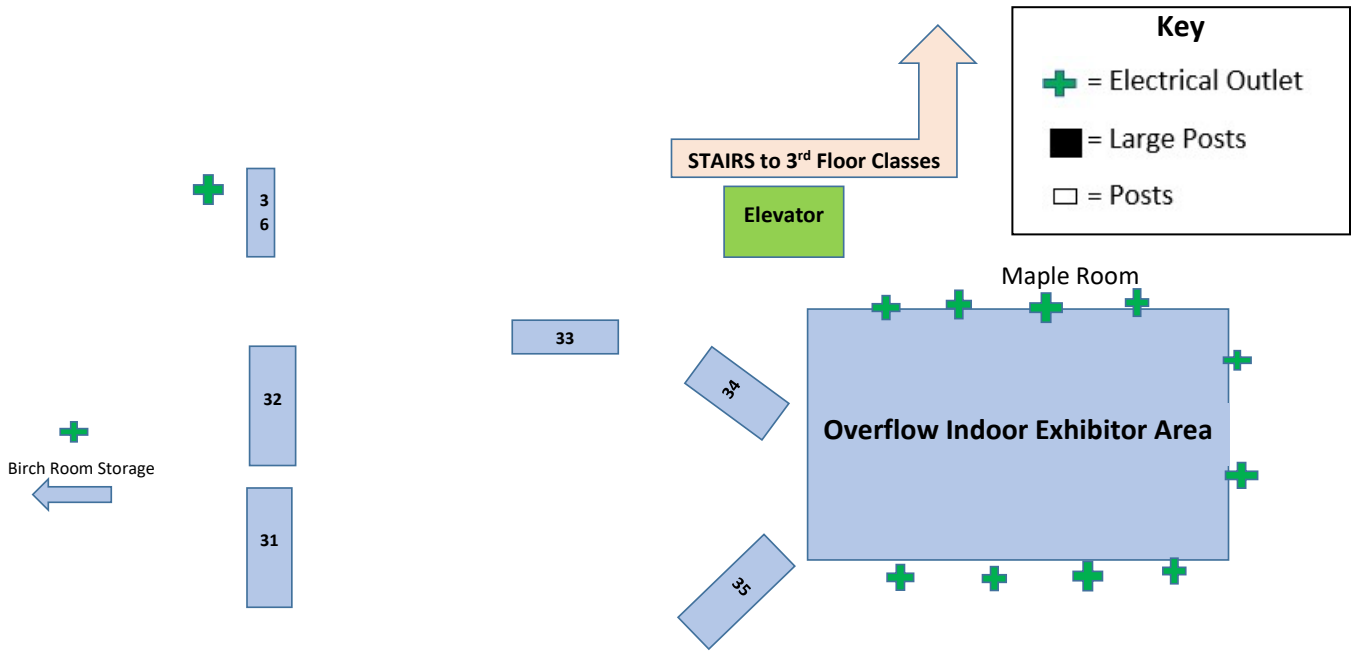 Key
= Electrical Outlet
= Large Posts
= Posts
STAIRS to 3rd Floor Classes
Elevator
3
6
Maple Room
33
34
32
Overflow Indoor Exhibitor Area
Birch Room Storage
31
35